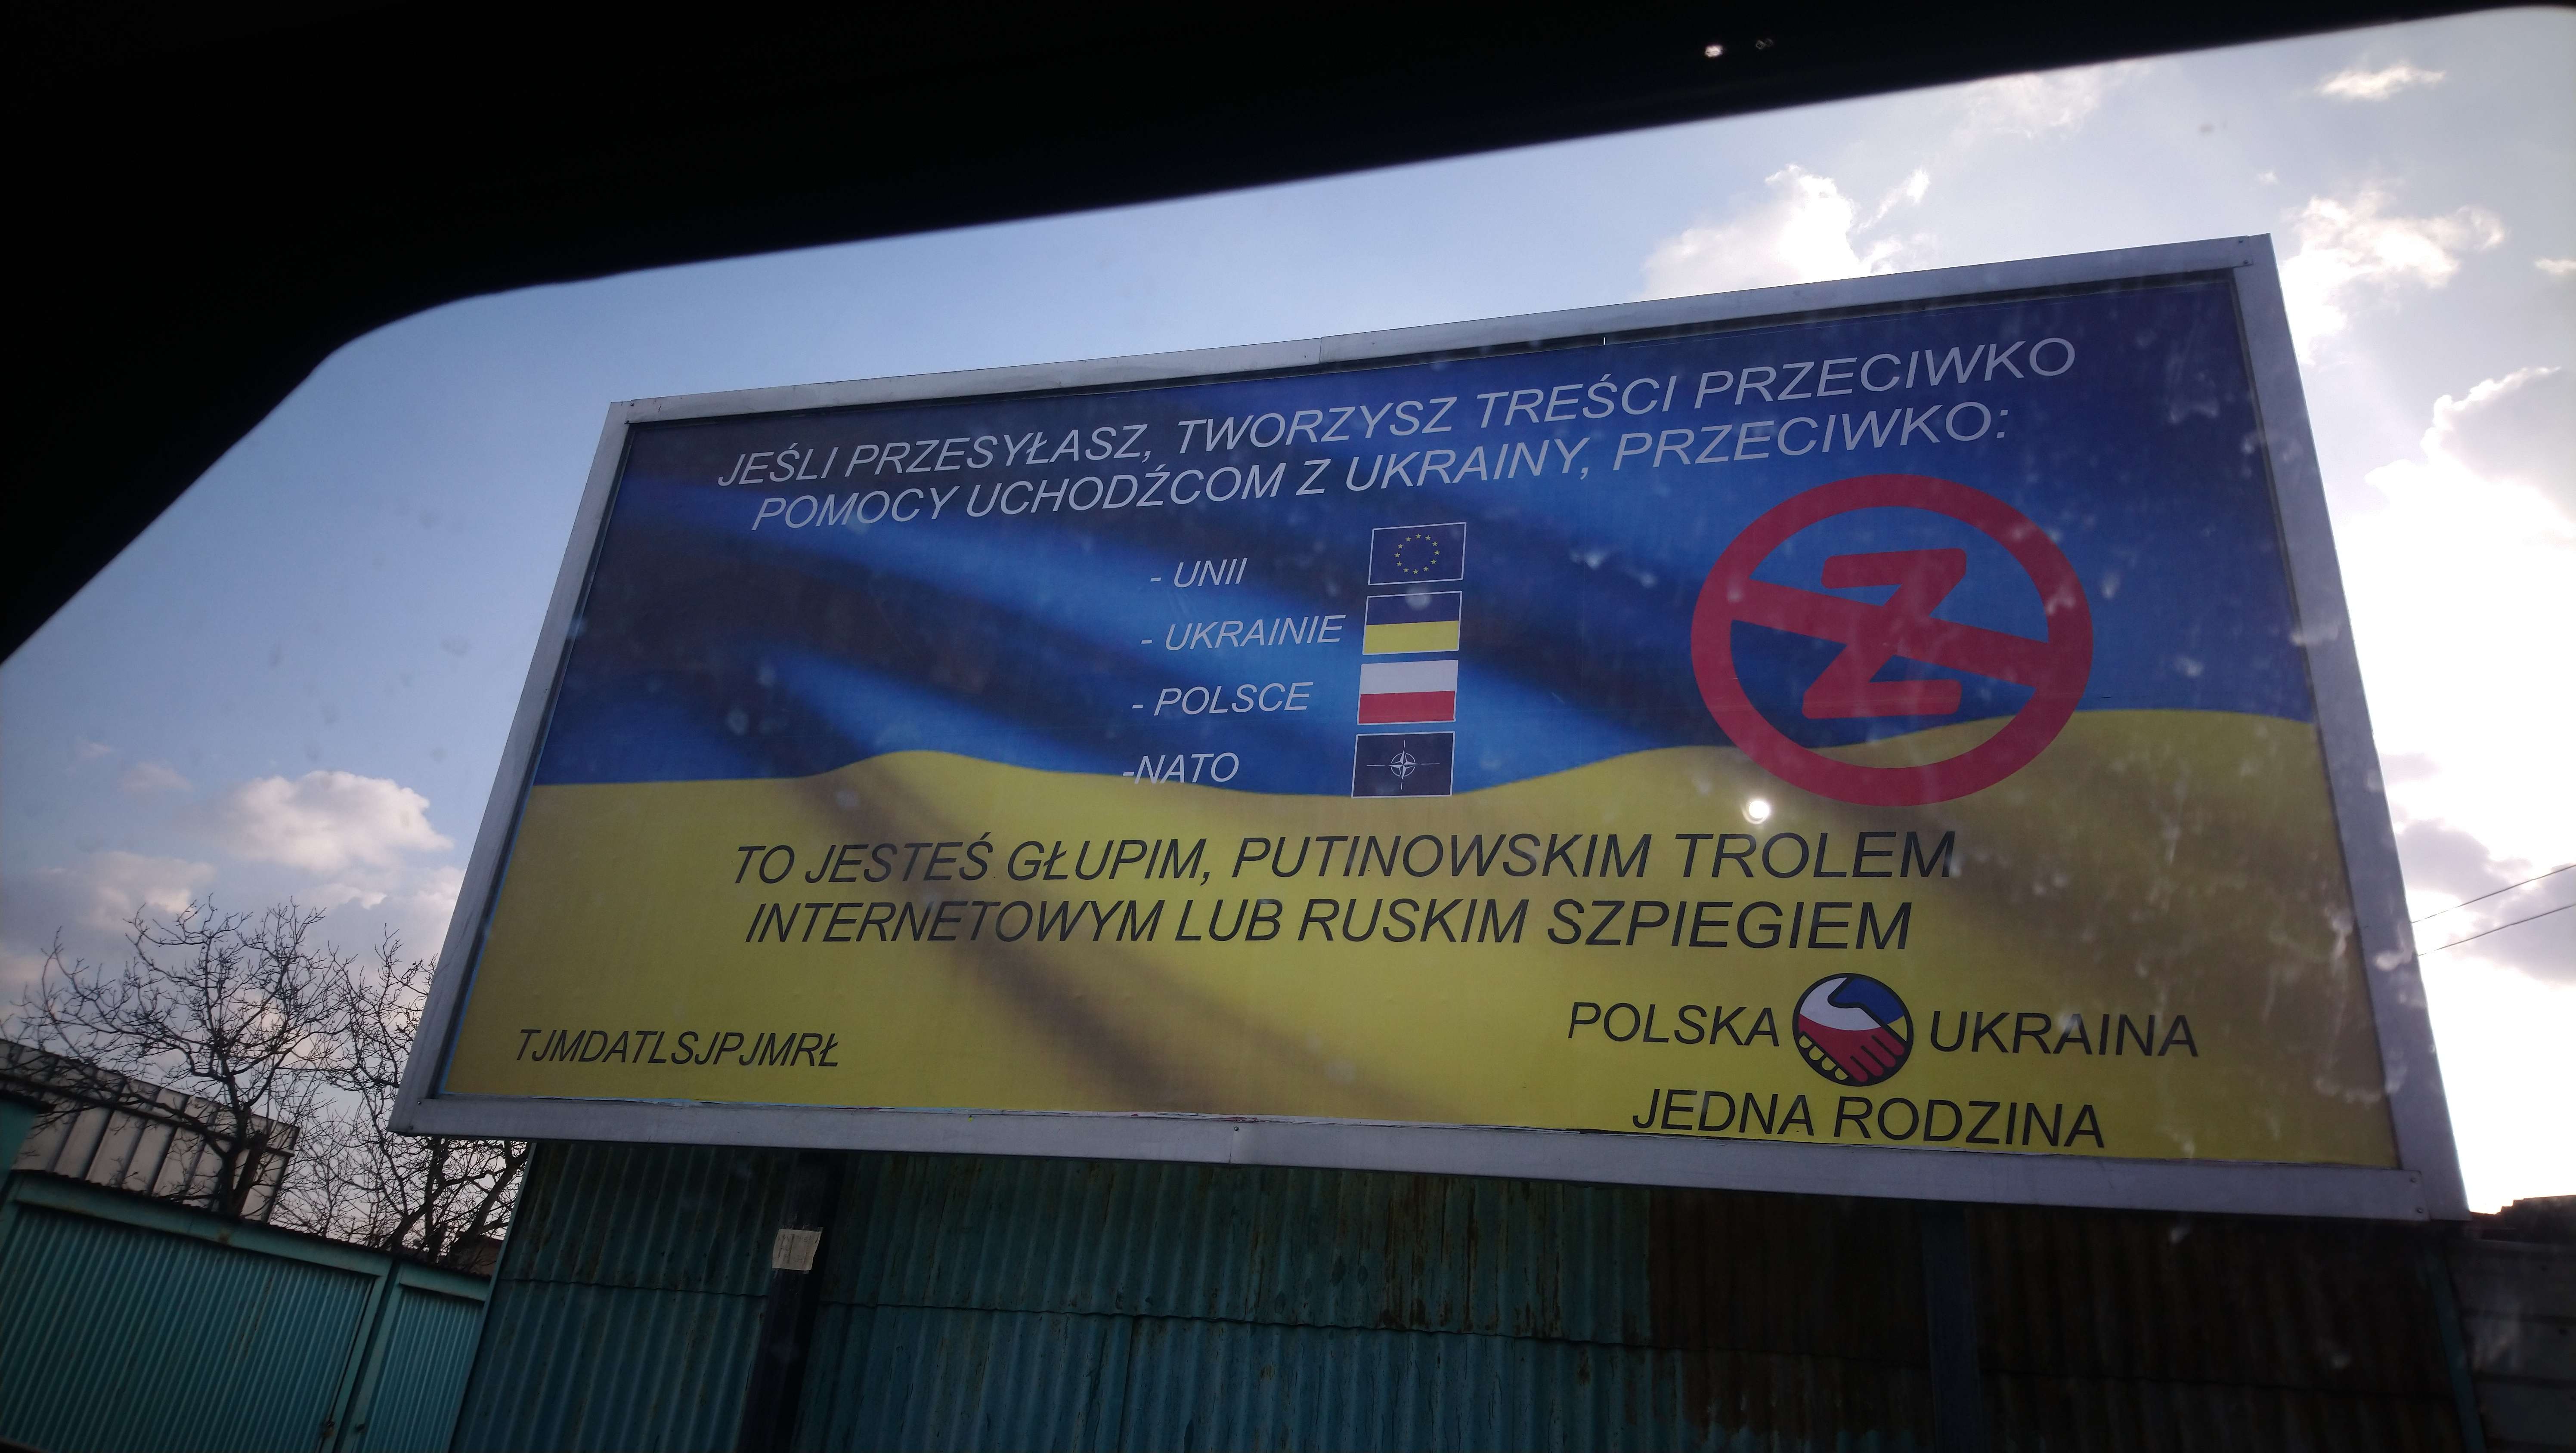 JEŚLI PRZESYŁASZ, TWORZYSZ TREŚCI PRZECIWKO
POMOCY UCHODŹCOM Z UKRAINY, PRZECIWKO:
- UNII
- UKRAINIE
- POLSCE
-NATO
Z
TO JESTEŚ GŁUPIM, PUTINOWSKIM TROLEM
INTERNETOWYM LUB RUSKIM SZPIEGIEM
TJMDATLSJPJMRŁ
POLSKA UKRAINA
JEDNA RODZINA